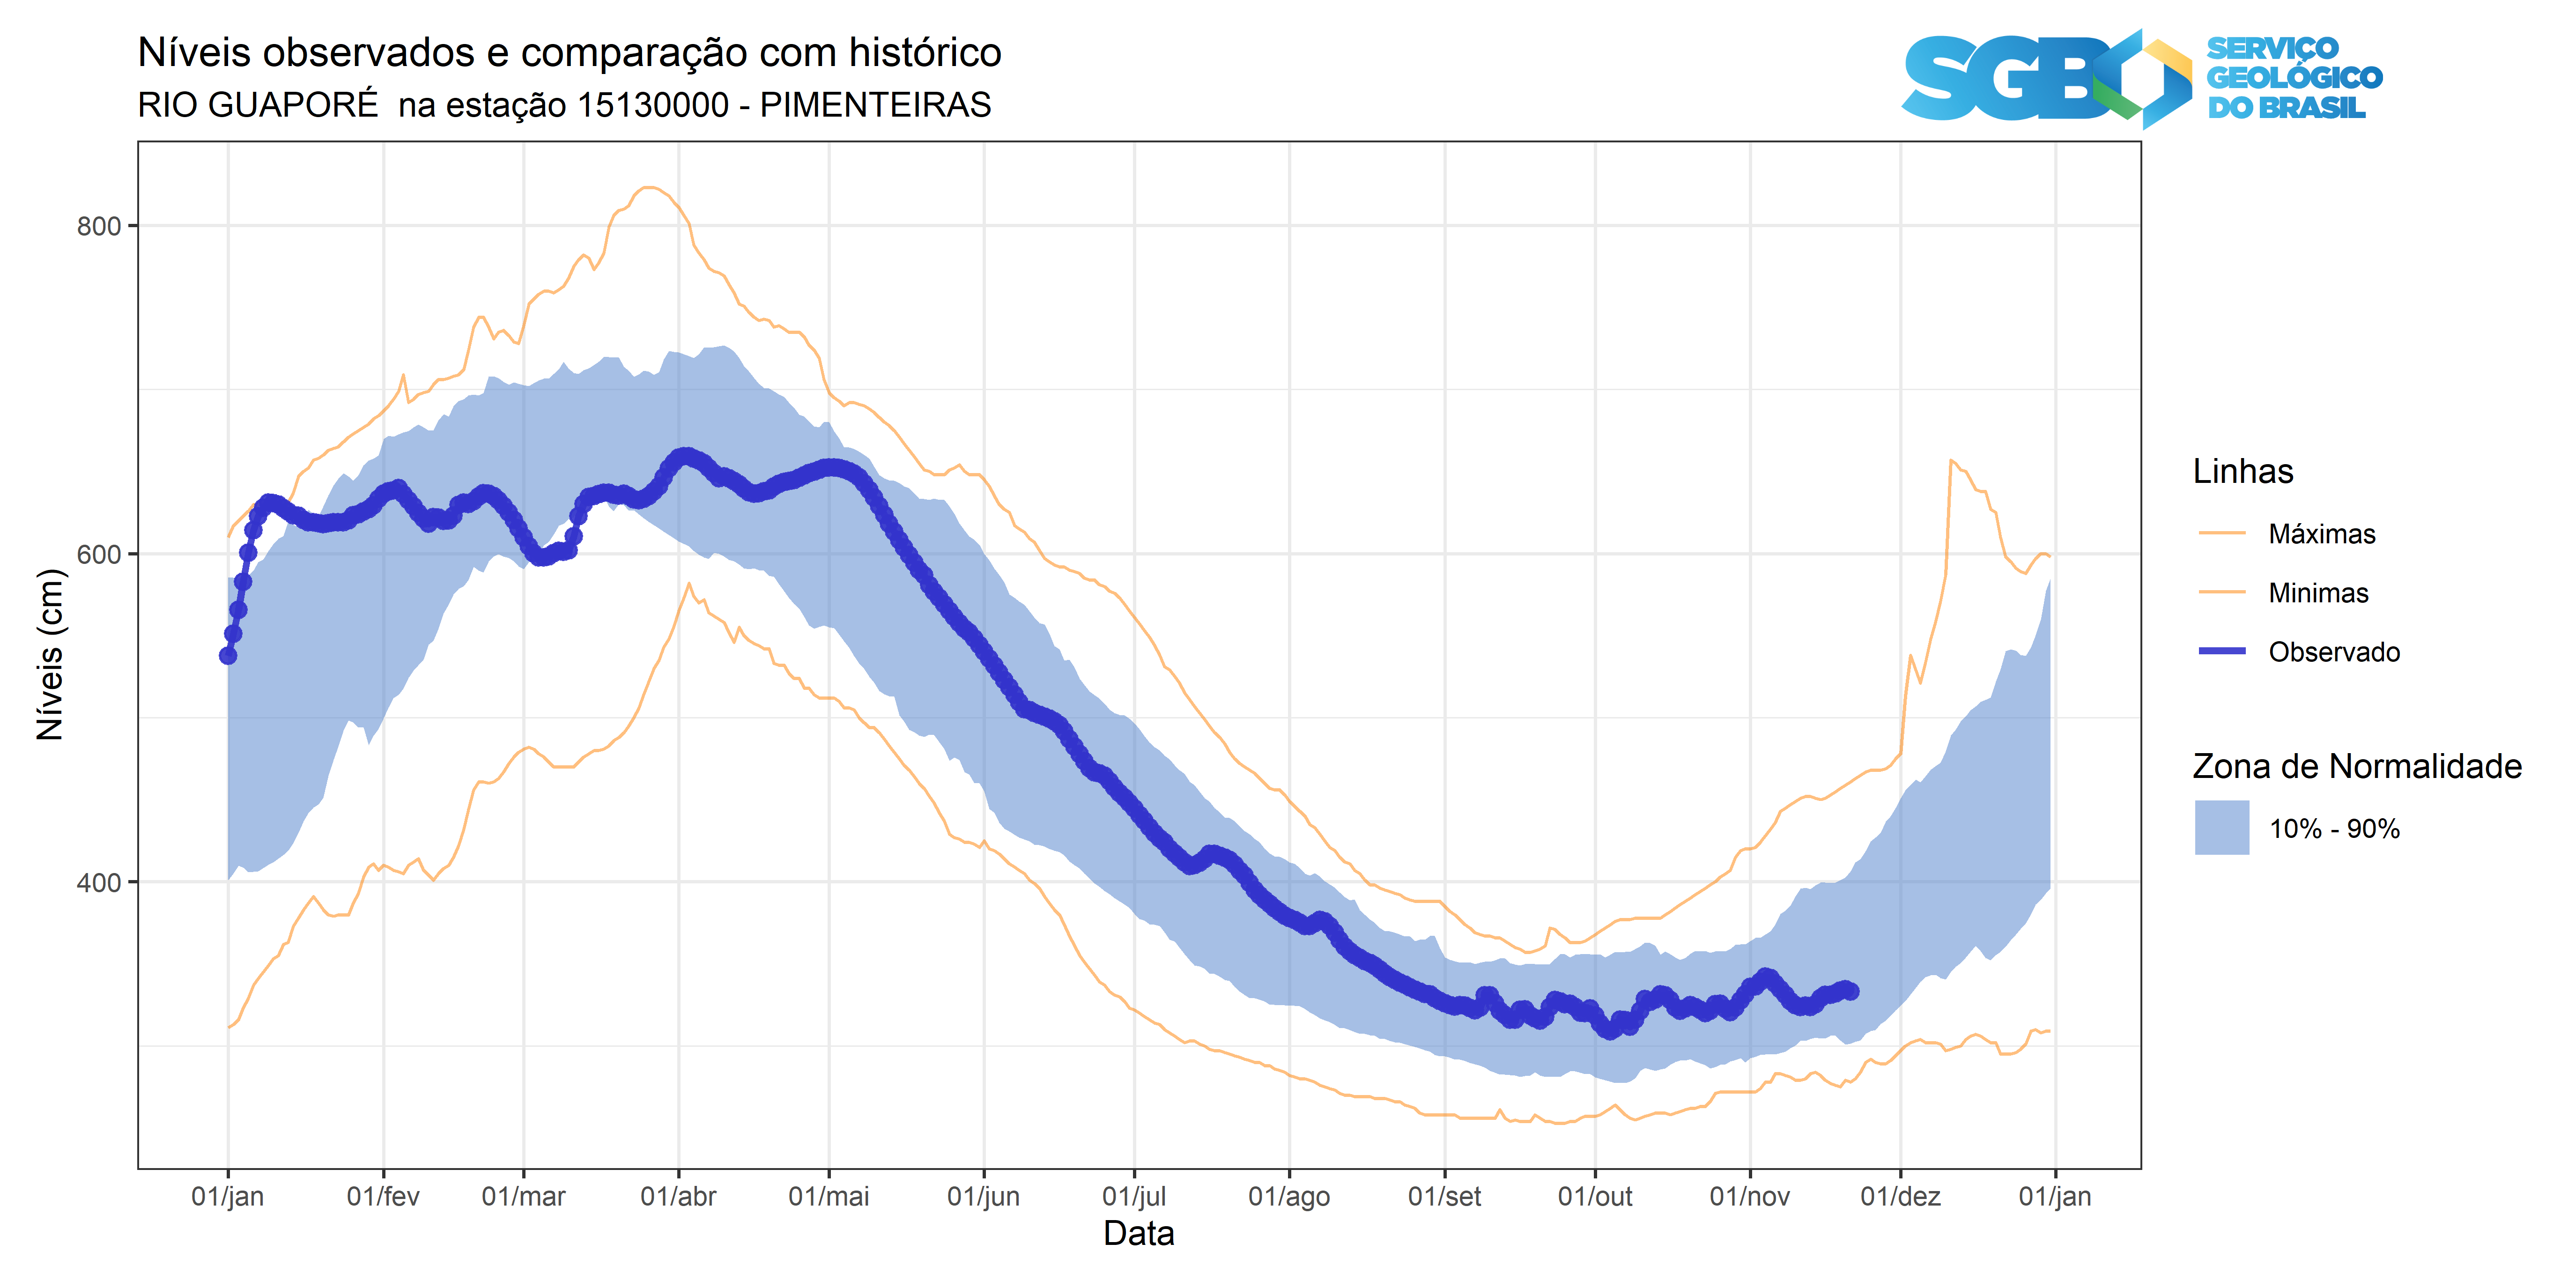 Níveis observados e comparação com histórico
RIO GUAPORÉ  na estação 15130000 - PIMENTEIRAS
SGB
SERVIÇO
GEOLÓGICO
DO BRASIL
Níveis (cm)
800
600
400
01/jan 01/fev 01/mar 01/abr 01/mai 01/jun 01/jul 01/ago 01/set 01/out 01/nov 01/dez 01/jan
Data
Linhas
Máximas
Minimas
Observado
Zona de Normalidade
10% - 90%